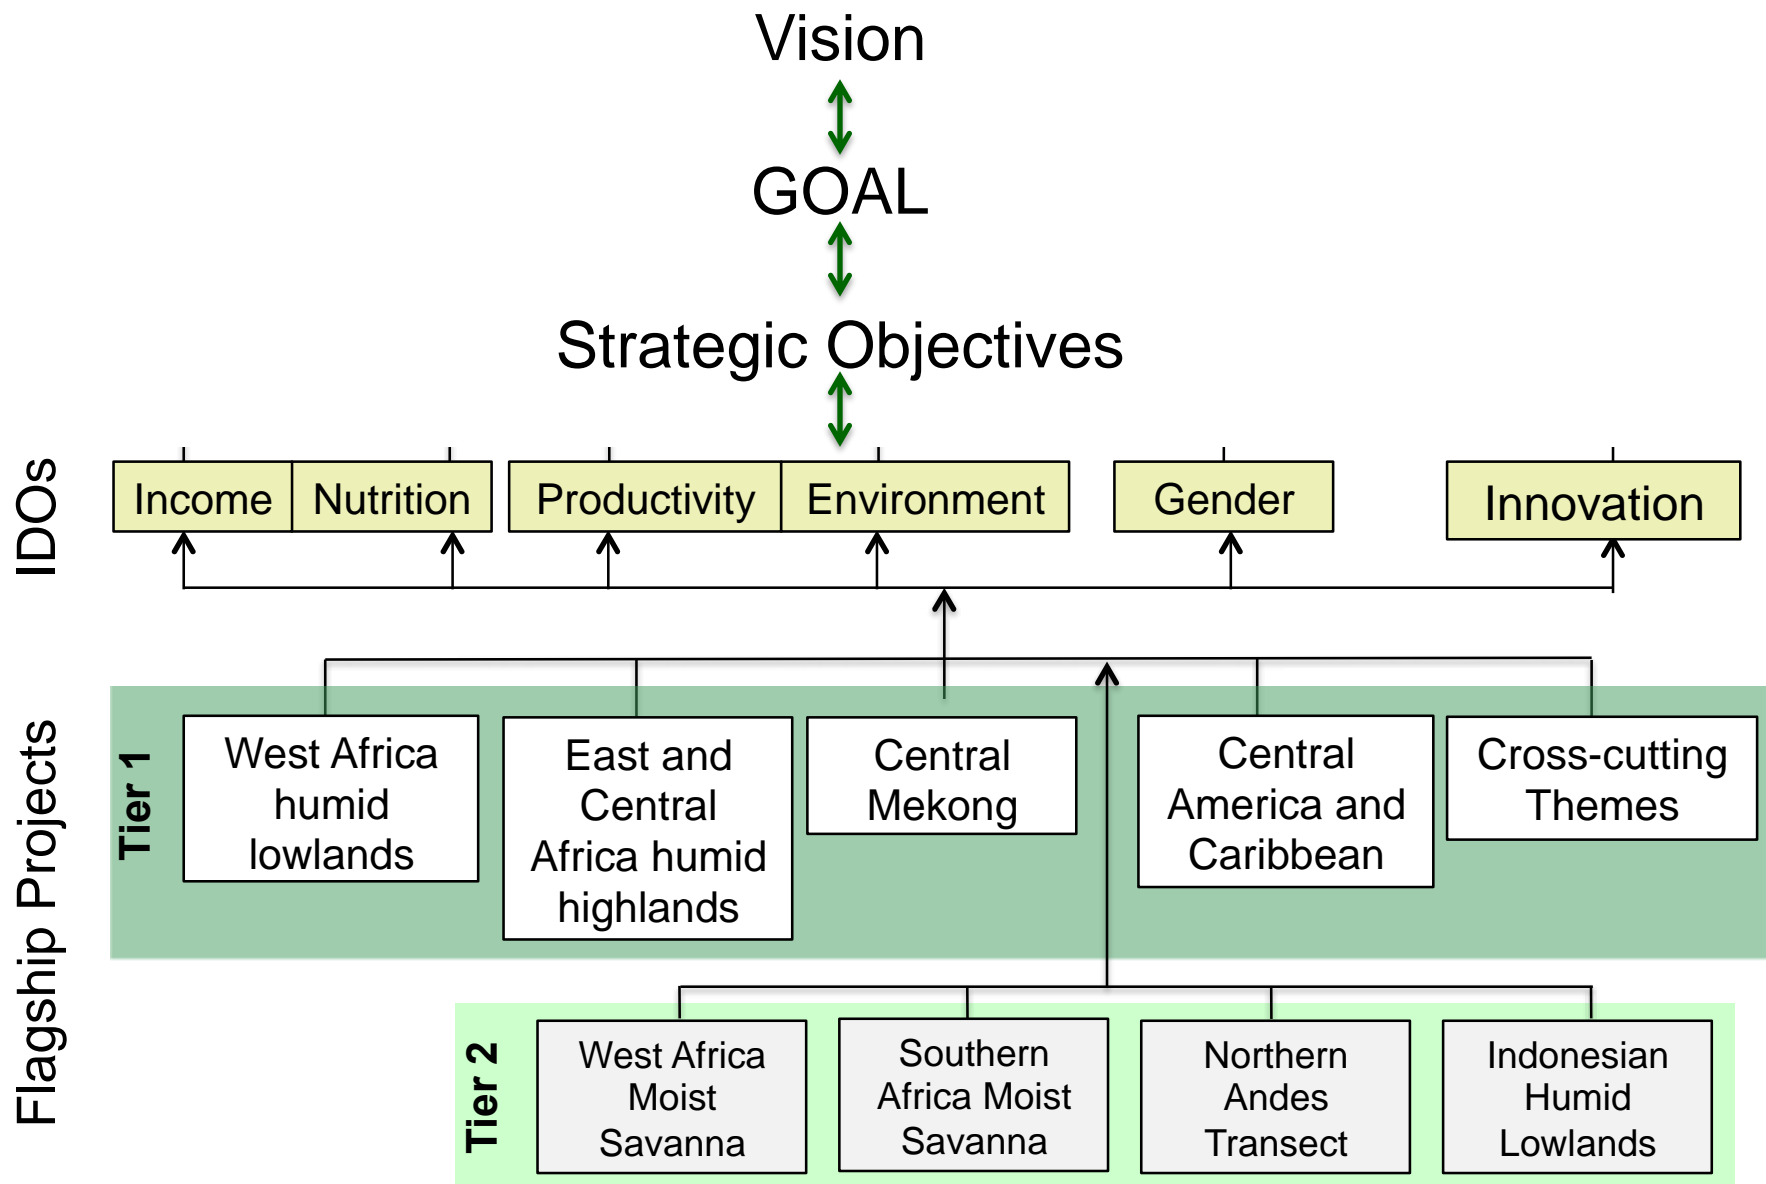 Vision
GOAL
Strategic Objectives
IDOs
Income
Nutrition
Productivity
Environment
Gender
Innovation
Flagship Projects
Tier 1
West Africa
humid
lowlands
East and
Central
Africa humid
highlands
Central
Mekong
Central
America and
Caribbean
Cross-cutting
Themes
Tier 2
West Africa
Moist
Savanna
Southern
Africa Moist
Savanna
Northern
Andes
Transect
Indonesian
Humid
Lowlands